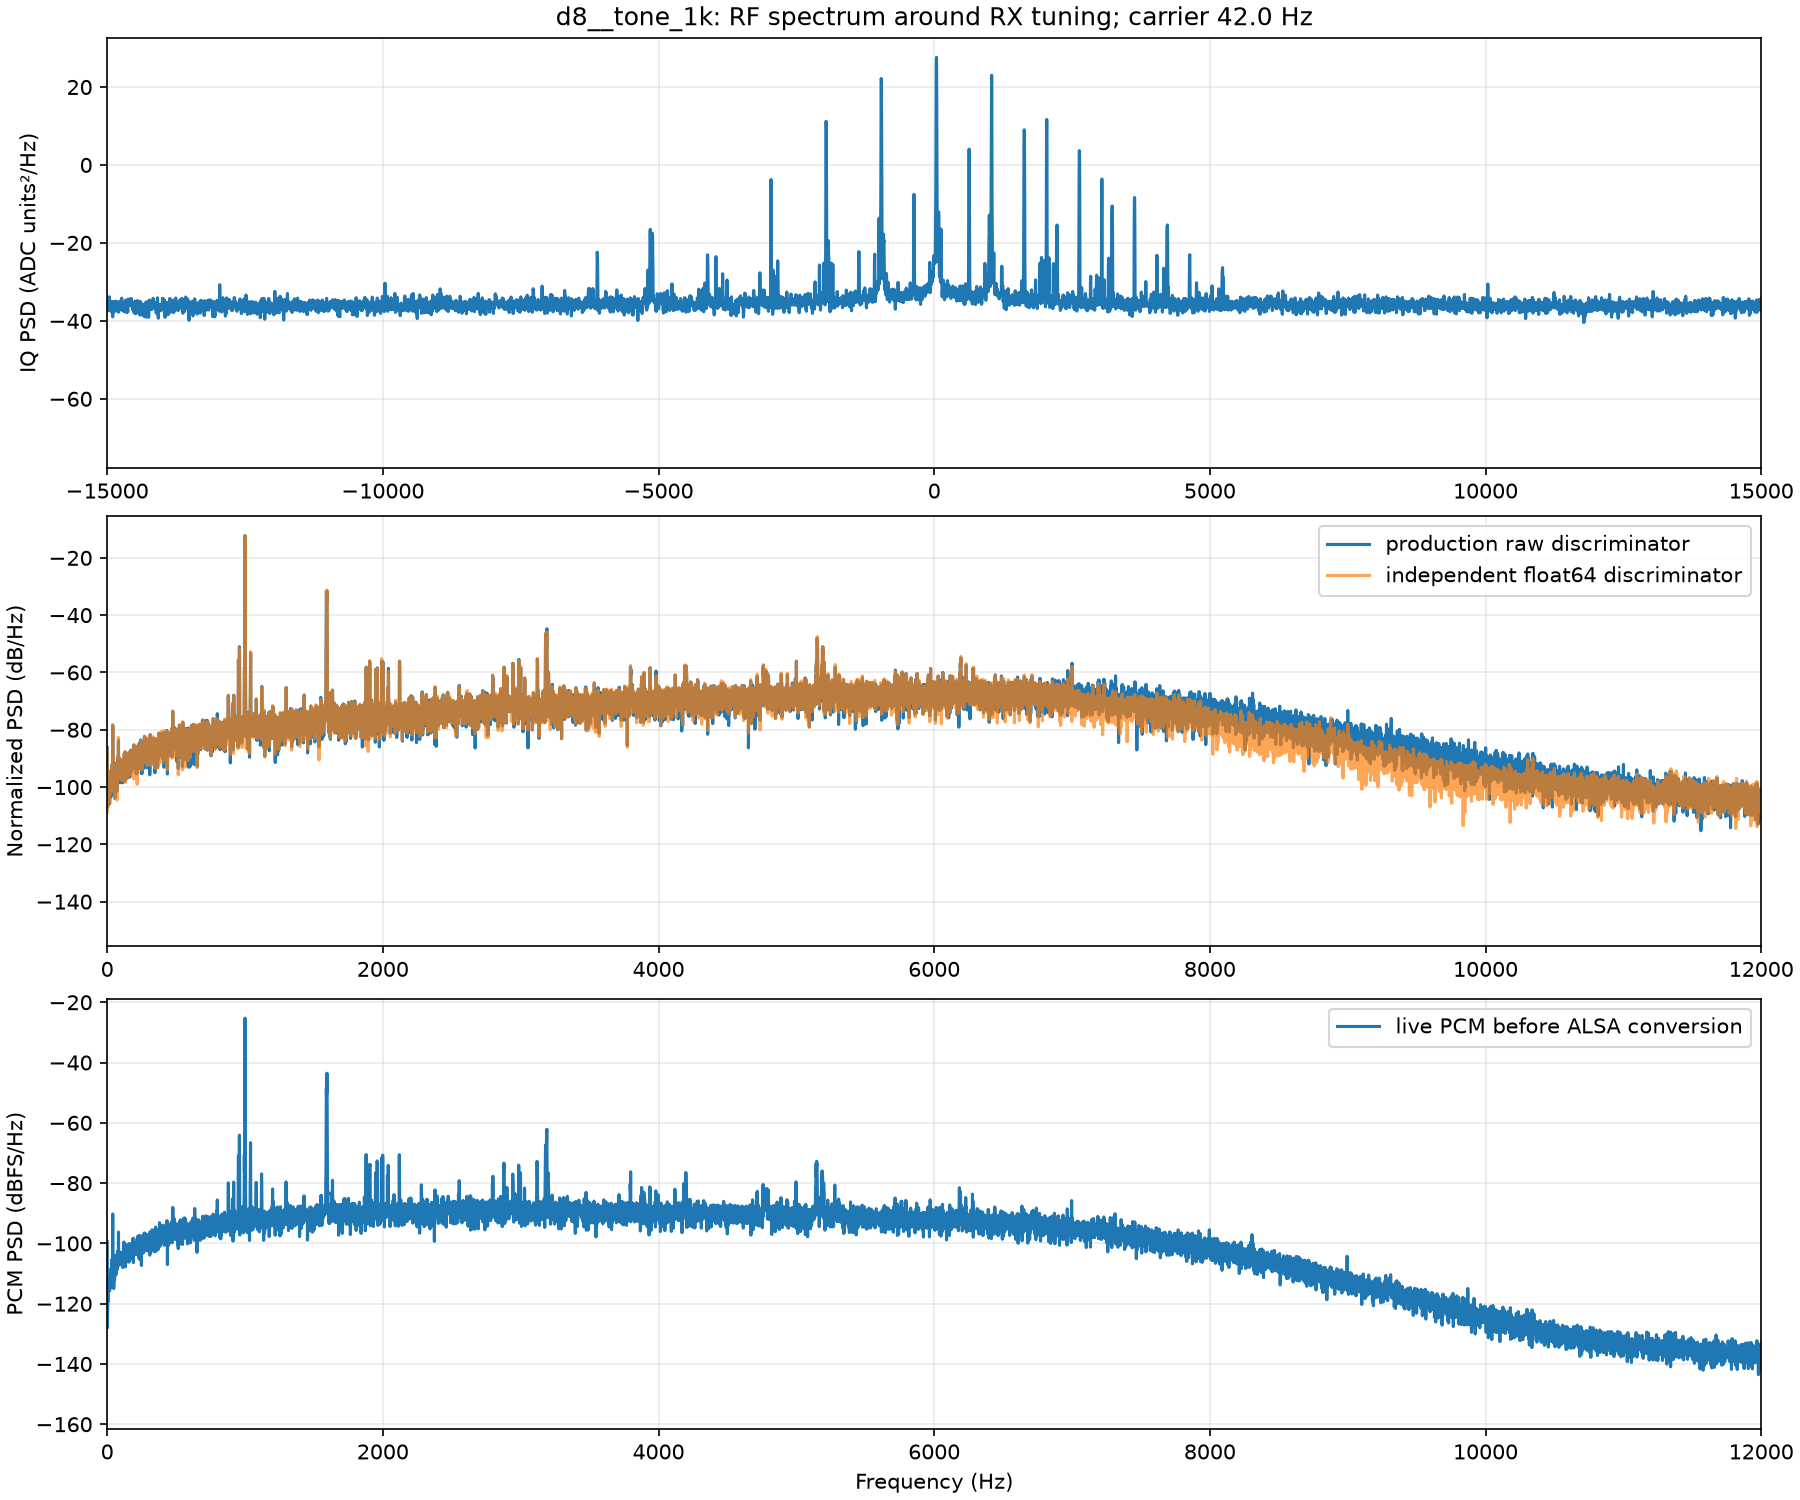 d8__tone_1k: RF spectrum around RX tuning; carrier 42.0 Hz
IQ PSD (ADC units²/Hz)
20
0
−20
−40
−60
−15000 −10000 −5000 0 5000 10000 15000
Normalized PSD (dB/Hz)
production raw discriminator
independent float64 discriminator
−20
−40
−60
−80
−100
−120
−140
0 2000 4000 6000 8000 10000 12000
PCM PSD (dBFS/Hz)
live PCM before ALSA conversion
−20
−40
−60
−80
−100
−120
−140
−160
0 2000 4000 6000 8000 10000 12000
Frequency (Hz)